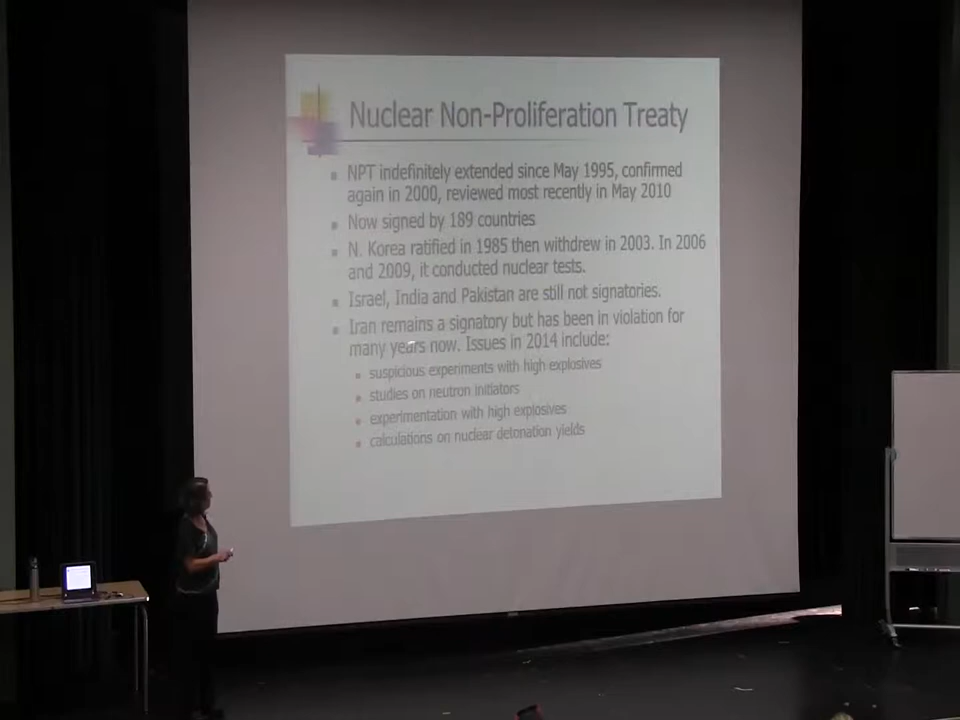 Nuclear Non-Proliferation Treaty
NPT indefinitely extended since May 1995, confirmed
again in 2000, reviewed most recently in May 2010
Now signed by 189 countries
N. Korea ratified in 1985 then withdrew in 2003. In 2006
and 2009, it conducted nuclear tests.
Israel, India and Pakistan are still not signatories.
Iran remains a signatory but has been in violation for
many years now. Issues in 2014 include:
suspicious experiments with high explosives
studies on neutron initiators
experimentation with high explosives
calculations on nuclear detonation yields